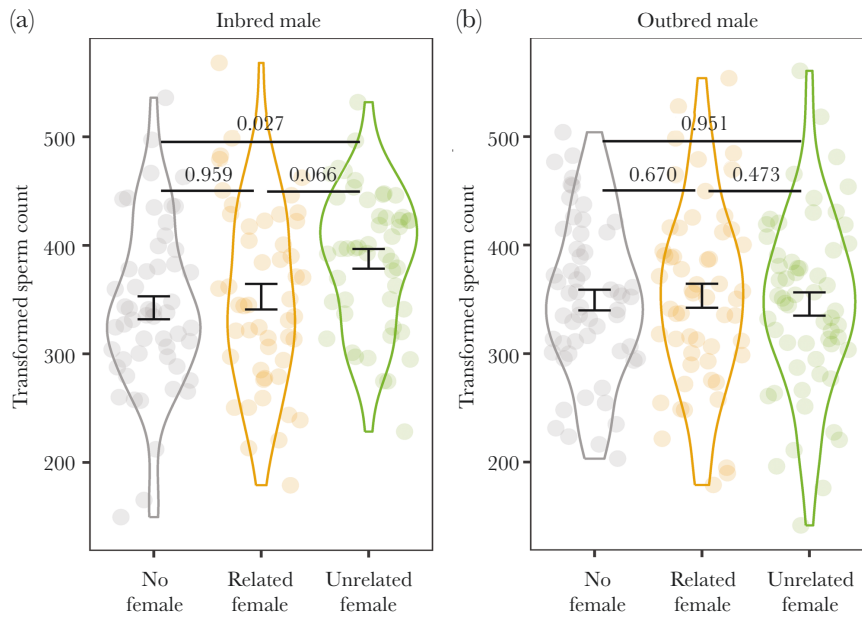 (a)
Inbred male
Transformed sperm count
500
400
300
200
0.027
0.959
0.066
No
female
Related
female
Unrelated
female
(b)
Outbred male
Transformed sperm count
500
400
300
200
0.951
0.670
0.473
No
female
Related
female
Unrelated
female